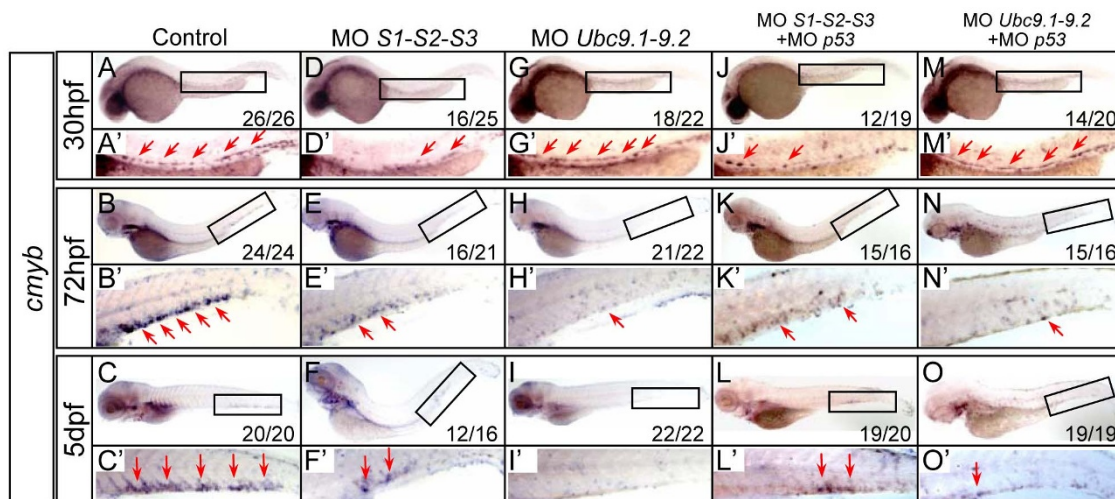 Control
MO S1-S2-S3
MO Ubc9.1-9.2
MO S1-S2-S3
+MO p53
MO Ubc9.1-9.2
+MO p53
cmyb
30hpf
A
26/26
D
16/25
G
18/22
J
12/19
M
14/20
A’
D’
G’
J’
M’
72hpf
B
24/24
E
16/21
H
21/22
K
15/16
N
15/16
B’
E’
H’
K’
N’
5dpf
C
20/20
F
12/16
I
22/22
L
19/20
O
19/19
C’
F’
I’
L’
O’